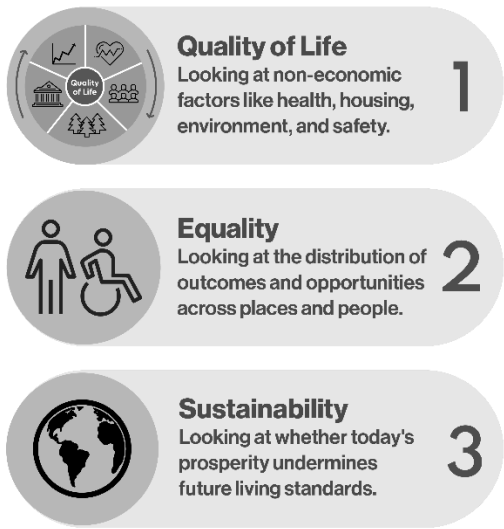 Quality
of Life
Quality of Life
Looking at non-economic
factors like health, housing,
environment, and safety.
1
Equality
Looking at the distribution of
outcomes and opportunities
across places and people.
2
Sustainability
Looking at whether today's
prosperity undermines
future living standards.
3